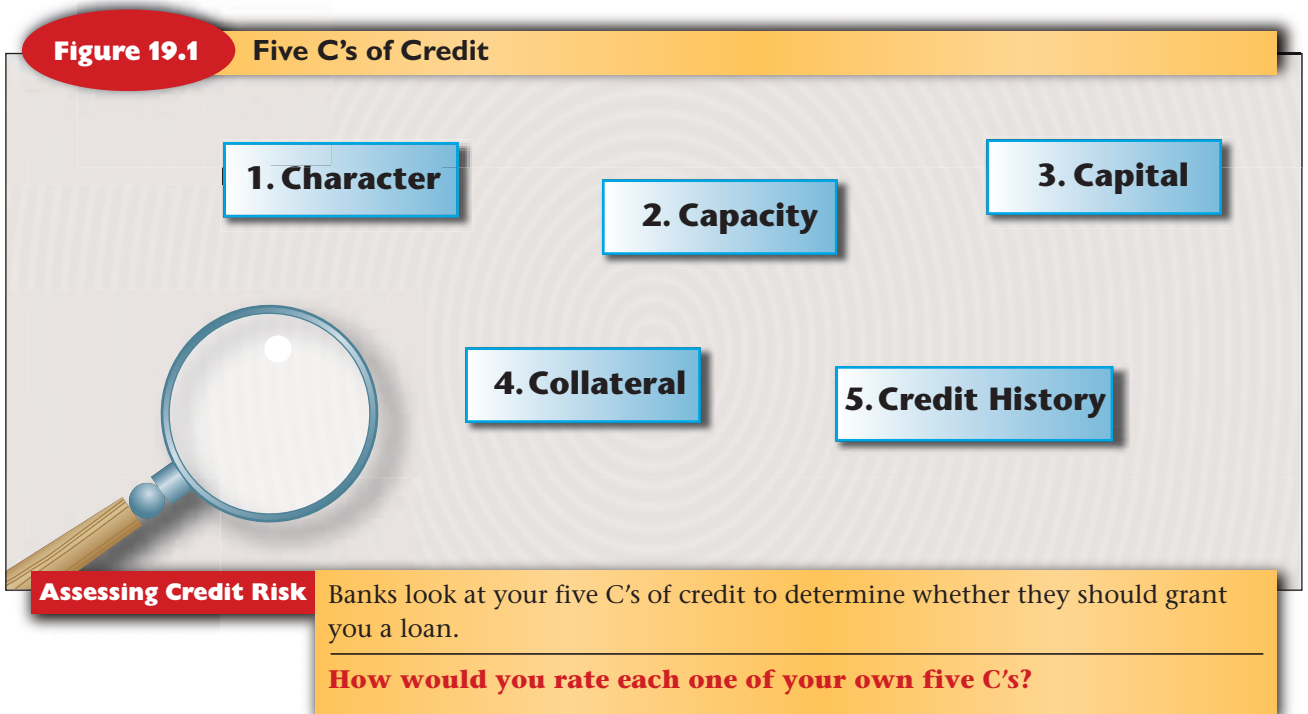 Figure 19.1
Five C's of Credit
1. Character
2. Capacity
3. Capital
4. Collateral
5. Credit History
Assessing Credit Risk
Banks look at your five C's of credit to determine whether they should grant
you a loan.
How would you rate each one of your own five C's?